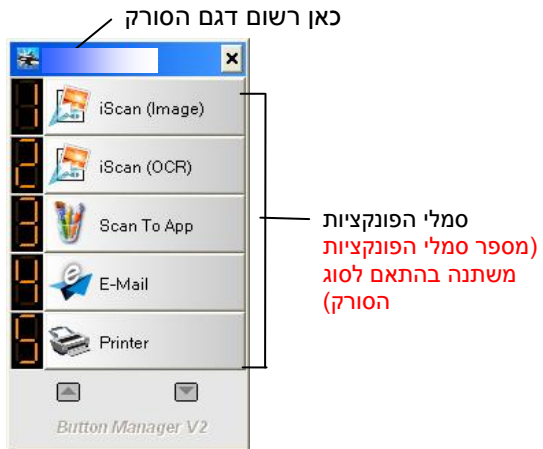 כאן רשום דגם הסורק
1 iScan (Image)
2 iScan (OCR)
3 Scan To App
4 E-Mail
5 Printer
Button Manager V2
סמלי הפונקציות
(מספר סמלי הפונקציות
משתנה בהתאם לסוג
הסורק)